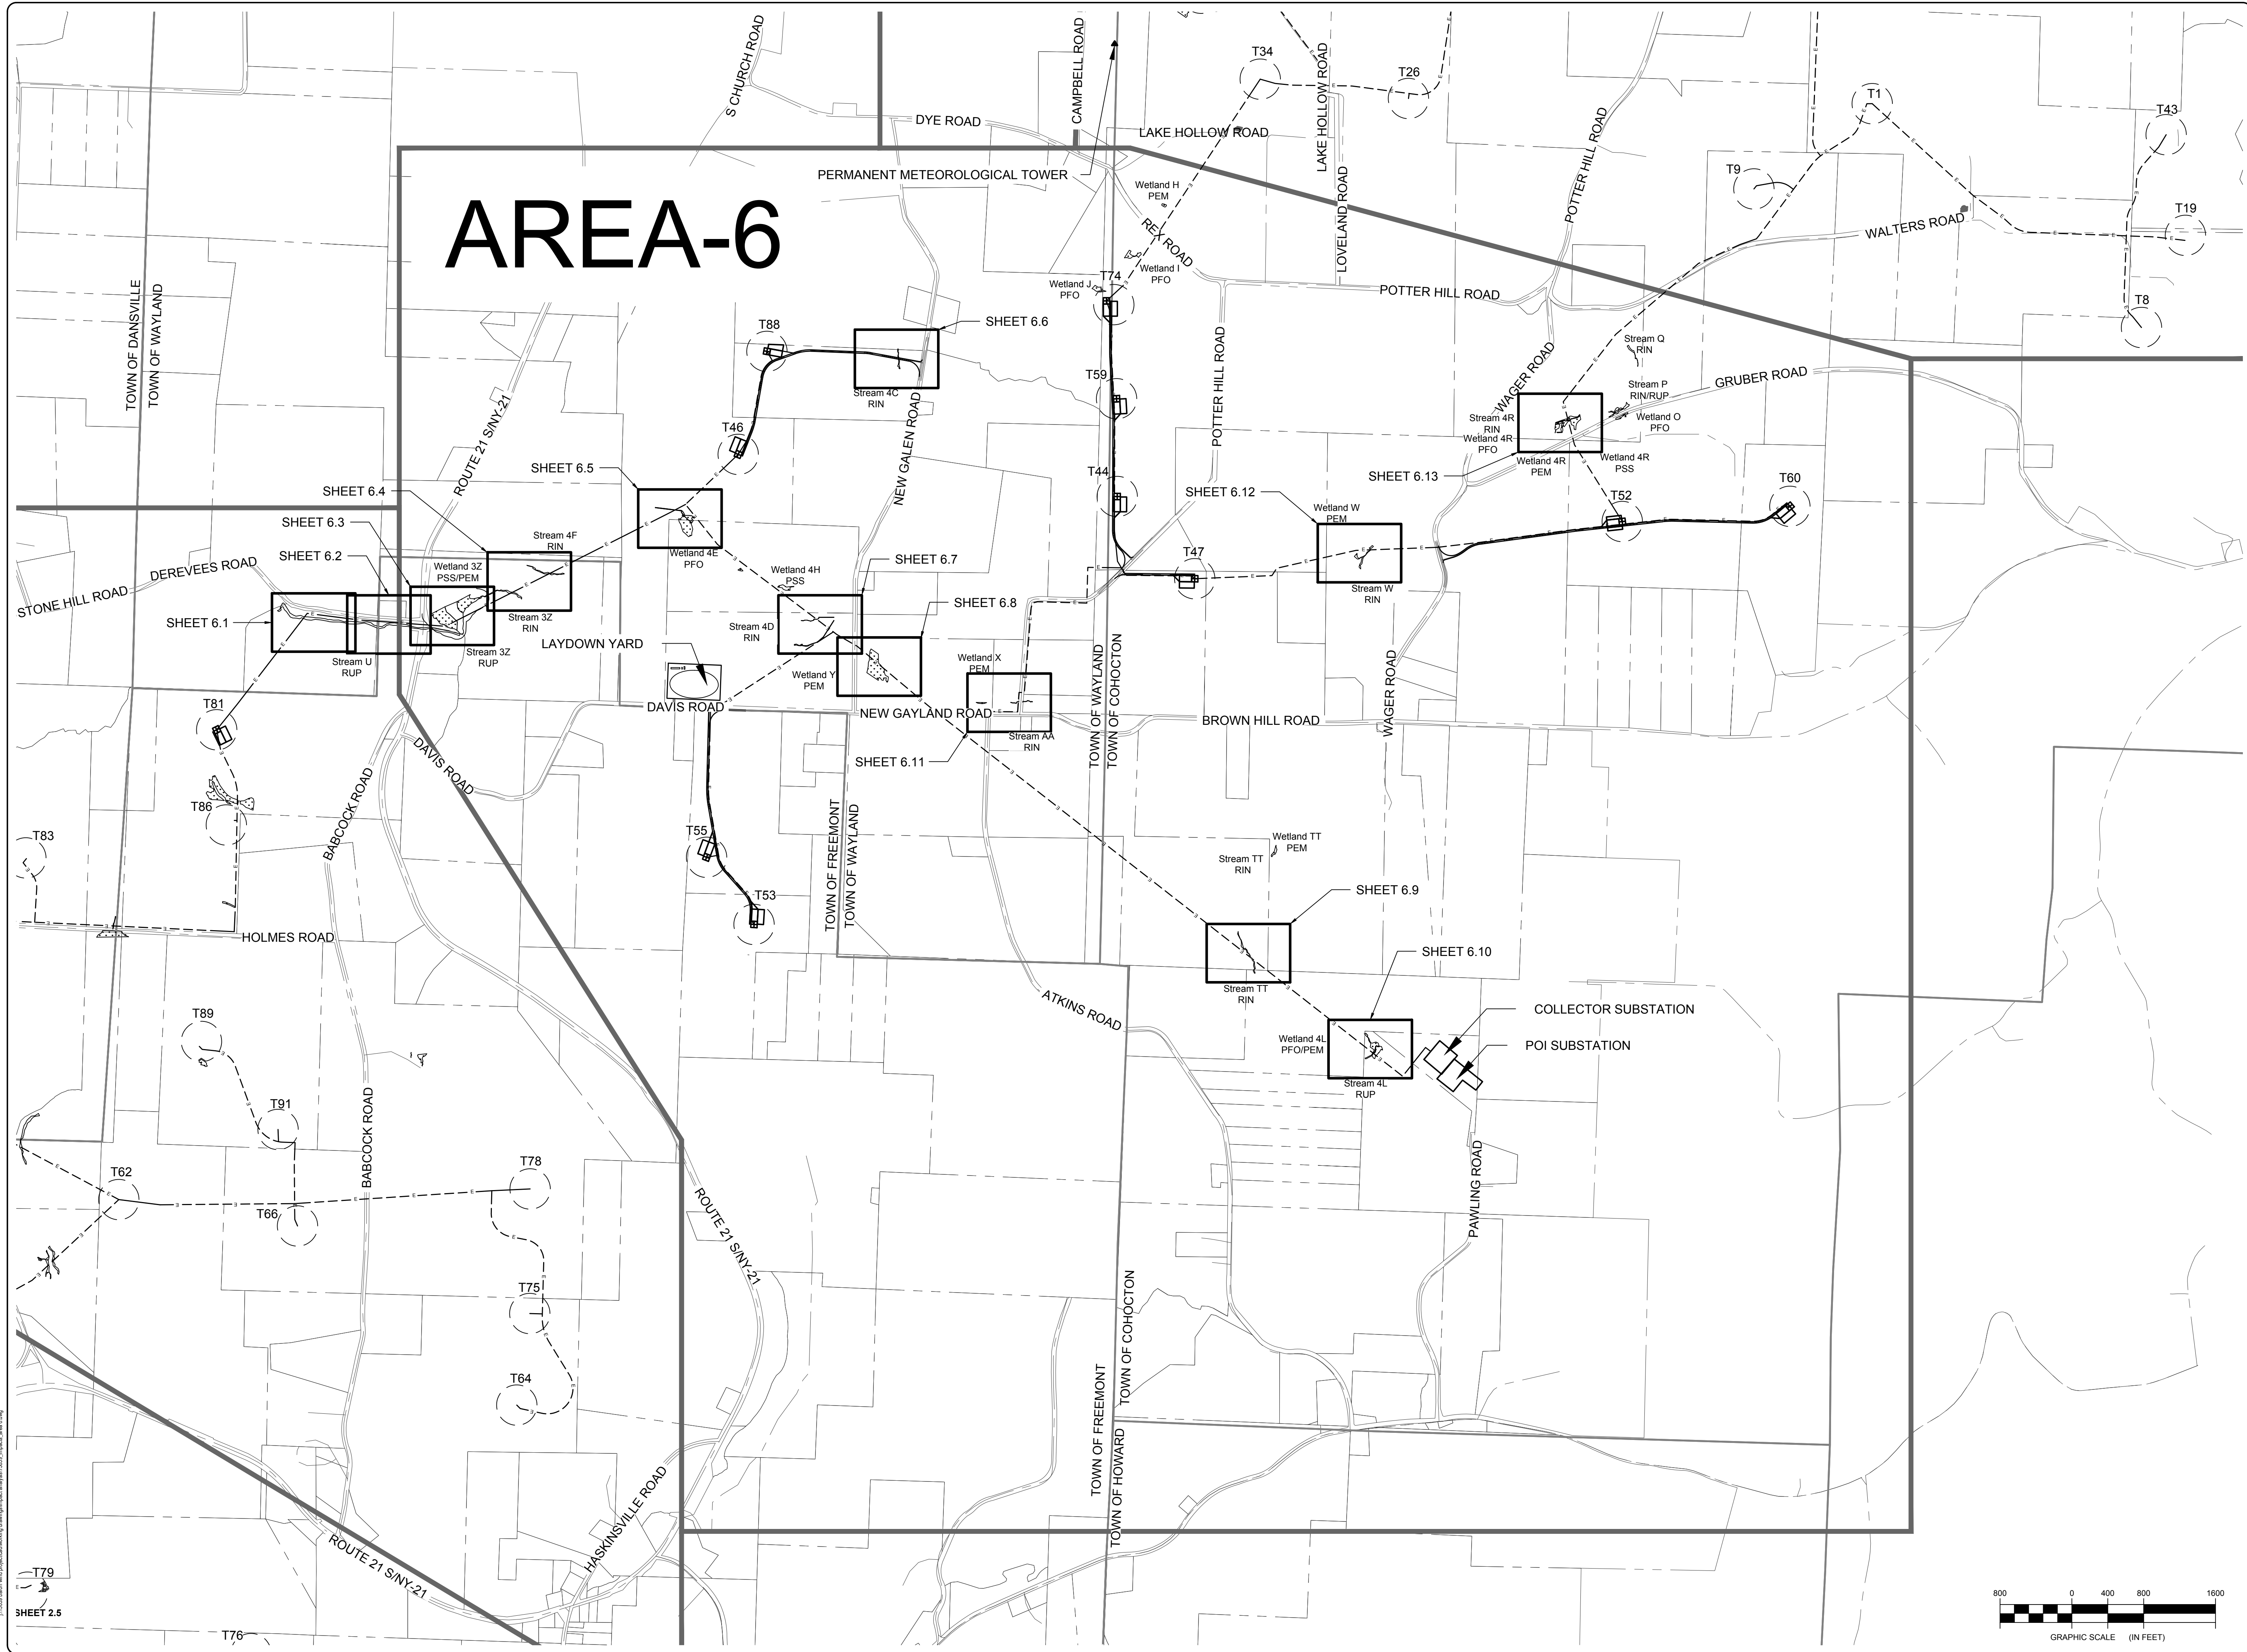 S CHURCH ROAD
CAMPBELL ROAD
T34
LAKE HOLLOW ROAD
T26
T1
T43
DYE ROAD
LAKE HOLLOW ROAD
POTTER HILL ROAD
PERMANENT METEOROLOGICAL TOWER
T9
Wetland H
PEM
LOVELAND ROAD
AREA-6
REX ROAD
WALTERS ROAD
T19
TOWN OF DANSVILLE
TOWN OF WAYLAND
Wetland I
PFO
T74
Wetland J
PFO
POTTER HILL ROAD
T8
T88
SHEET 6.6
POTTER HILL ROAD
Stream Q
RIN
ROUTE 21 S/NY-21
Stream 4C
RIN
T59
WAGER ROAD
GRUBER ROAD
Stream P
RIN/RUP
NEW GALEN ROAD
Stream 4R
RIN
Wetland O
PFO
T46
Wetland 4R
PFO
Wetland 4R
PEM
Wetland 4R
PSS
SHEET 6.5
T44
SHEET 6.13
SHEET 6.4
SHEET 6.12
T52
T60
Wetland W
PEM
SHEET 6.3
Stream 4F
RIN
SHEET 6.2
Wetland 4E
PFO
T47
SHEET 6.7
DEREVEES ROAD
Wetland 3Z
PSS/PEM
Wetland 4H
PSS
Stream W
RIN
STONE HILL ROAD
SHEET 6.8
SHEET 6.1
Stream 3Z
RIN
Stream 4D
RIN
LAYDOWN YARD
Stream U
RUP
Stream 3Z
RUP
Wetland X
PEM
Wetland Y
PEM
TOWN OF WAYLAND
TOWN OF COHOCTON
WAGER ROAD
T81
DAVIS ROAD
NEW GAYLAND ROAD
BROWN HILL ROAD
Stream AA
RIN
DAVIS ROAD
SHEET 6.11
BABCOCK ROAD
T86
T83
T55
TOWN OF FREEMONT
TOWN OF WAYLAND
Wetland TT
PEM
Stream TT
RIN
T53
SHEET 6.9
HOLMES ROAD
SHEET 6.10
Stream TT
RIN
ATKINS ROAD
COLLECTOR SUBSTATION
T89
Wetland 4L
PFO/PEM
POI SUBSTATION
Stream 4L
RUP
T91
BABCOCK ROAD
T62
T78
T66
PAWLING ROAD
ROUTE 21 S/NY-21
T75
TOWN OF COHOCTON
T64
TOWN OF FREEMONT
TOWN OF HOWARD
HASKINSVILLE ROAD
ROUTE 21 S/NY-21
T79
SHEET 2.5
T76
800 0 400 800 1600
GRAPHIC SCALE (IN FEET)